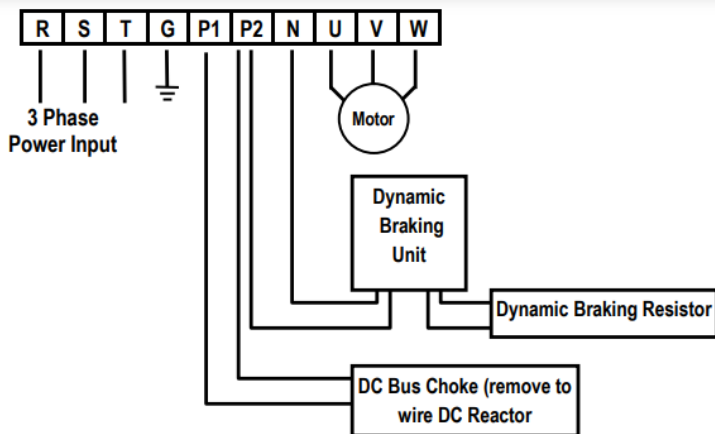 R S T G P1 P2 N U V W
3 Phase
Power Input
Motor
Dynamic
Braking
Unit
Dynamic Braking Resistor
DC Bus Choke (remove to
wire DC Reactor